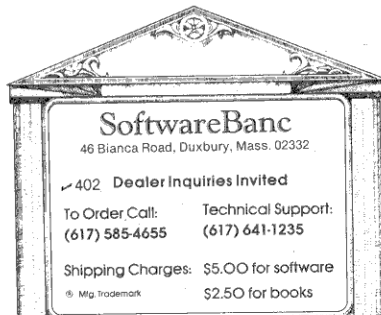 SoftwareBanc
46 Bianca Road, Duxbury, Mass. 02332
402 Dealer Inquiries Invited
To Order Call: Technical Support:
(617) 585-4655 (617) 641-1235
Shipping Charges: $5.00 for software
® Mfg. Trademark $2.50 for books